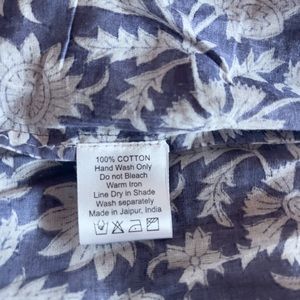 100% COTTON
Hand Wash Only
Do not Bleach
Warm Iron
Line Dry in Shade
Wash separately
Made in Jaipur, India